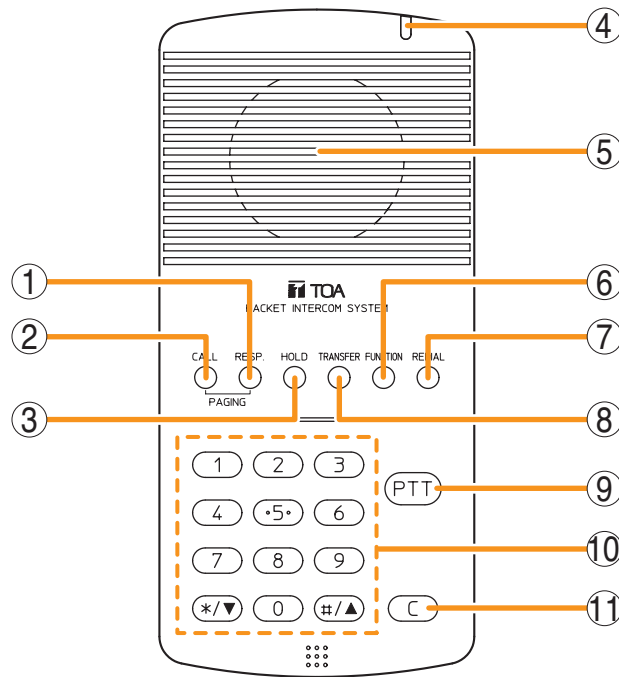 ④
⑤
TOA
PACKET INTERCOM SYSTEM
①
⑥
②
⑦
CALL RESP. HOLD TRANSFER FUNCTION REDIAL
PAGING
③
⑧
1 2 3
PTT
⑨
4 •5• 6
⑩
7 8 9
*/▼ 0 #/▲
C
⑪